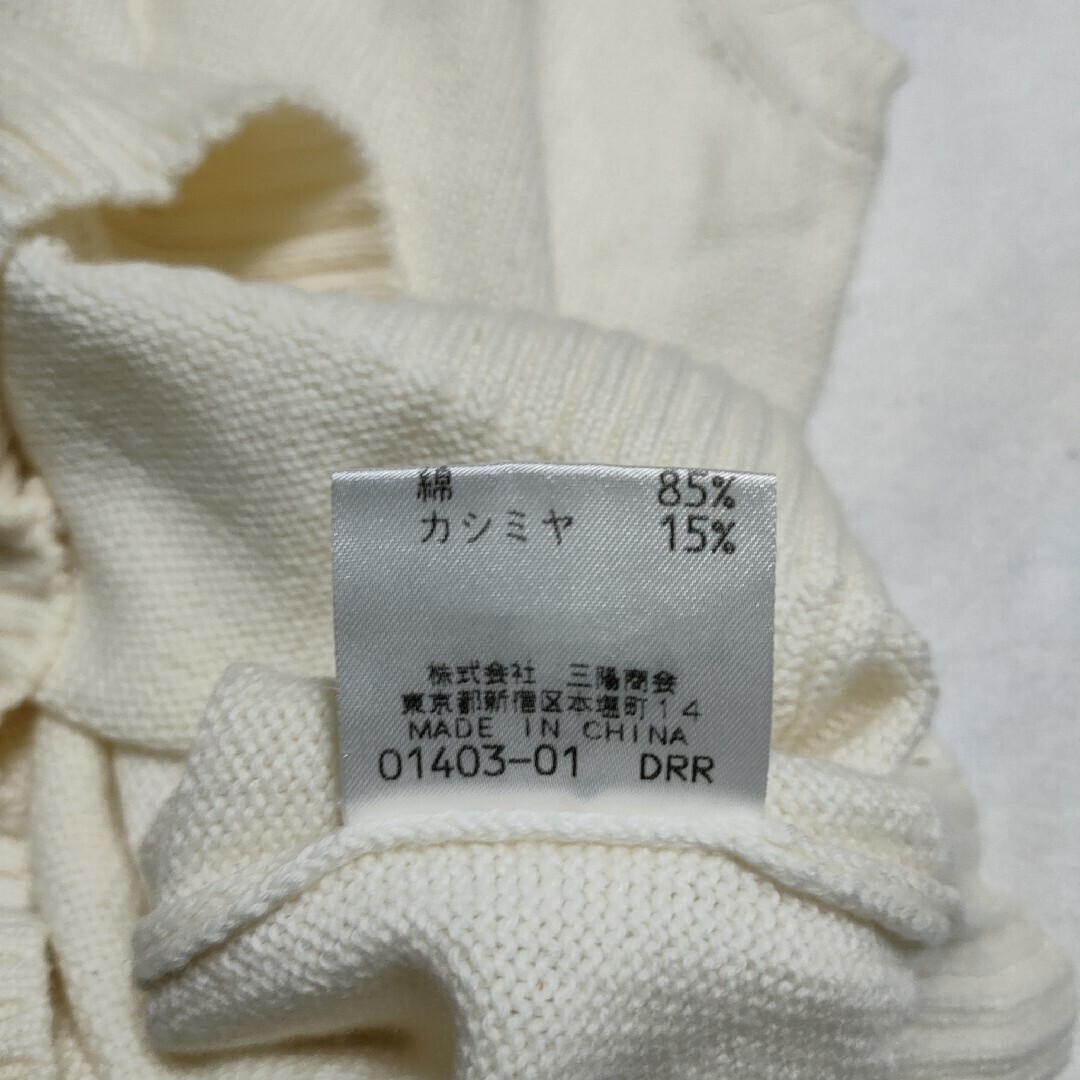 綿 85%
カシミヤ 15%
株式会社 三陽商会
東京都新宿区本塩町14
MADE IN CHINA
01403-01 DRR